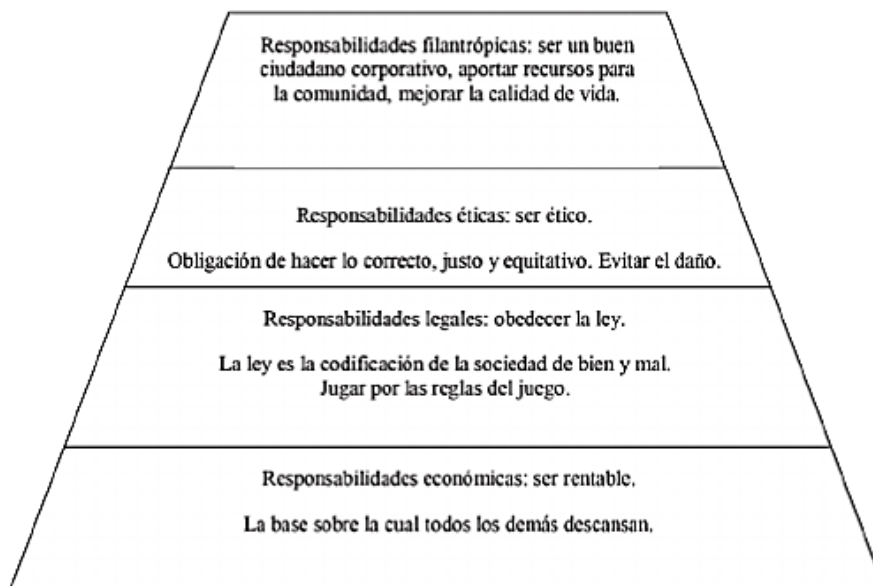 Responsabilidades filantrópicas: ser un buen
ciudadano corporativo, aportar recursos para
la comunidad, mejorar la calidad de vida.
Responsabilidades éticas: ser ético.
Obligación de hacer lo correcto, justo y equitativo. Evitar el daño.
Responsabilidades legales: obedecer la ley.
La ley es la codificación de la sociedad de bien y mal.
Jugar por las reglas del juego.
Responsabilidades económicas: ser rentable.
La base sobre la cual todos los demás descansan.